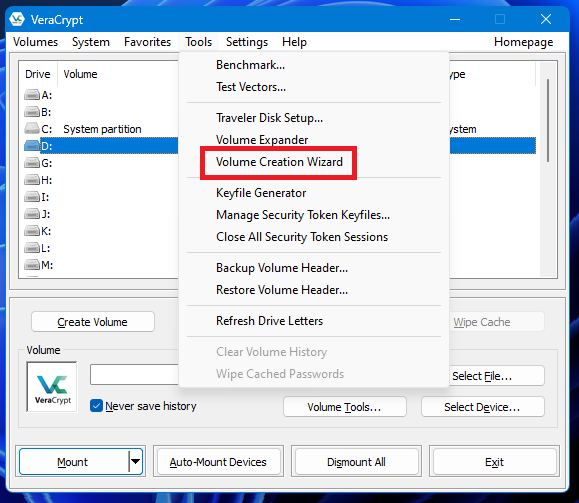 VeraCrypt
Volumes System Favorites Tools Settings Help Homepage
Drive Volume
A:
B:
C: System partition
D:
G:
H:
I:
J:
K:
L:
M:
ype
ystem
Benchmark...
Test Vectors...
Traveler Disk Setup...
Volume Expander
Volume Creation Wizard
Keyfile Generator
Manage Security Token Keyfiles...
Close All Security Token Sessions
Backup Volume Header...
Restore Volume Header...
Refresh Drive Letters
Clear Volume History
Wipe Cached Passwords
Create Volume
Wipe Cache
Volume
VeraCrypt
Select File...
Never save history
Volume Tools...
Select Device...
Mount
Auto-Mount Devices
Dismount All
Exit